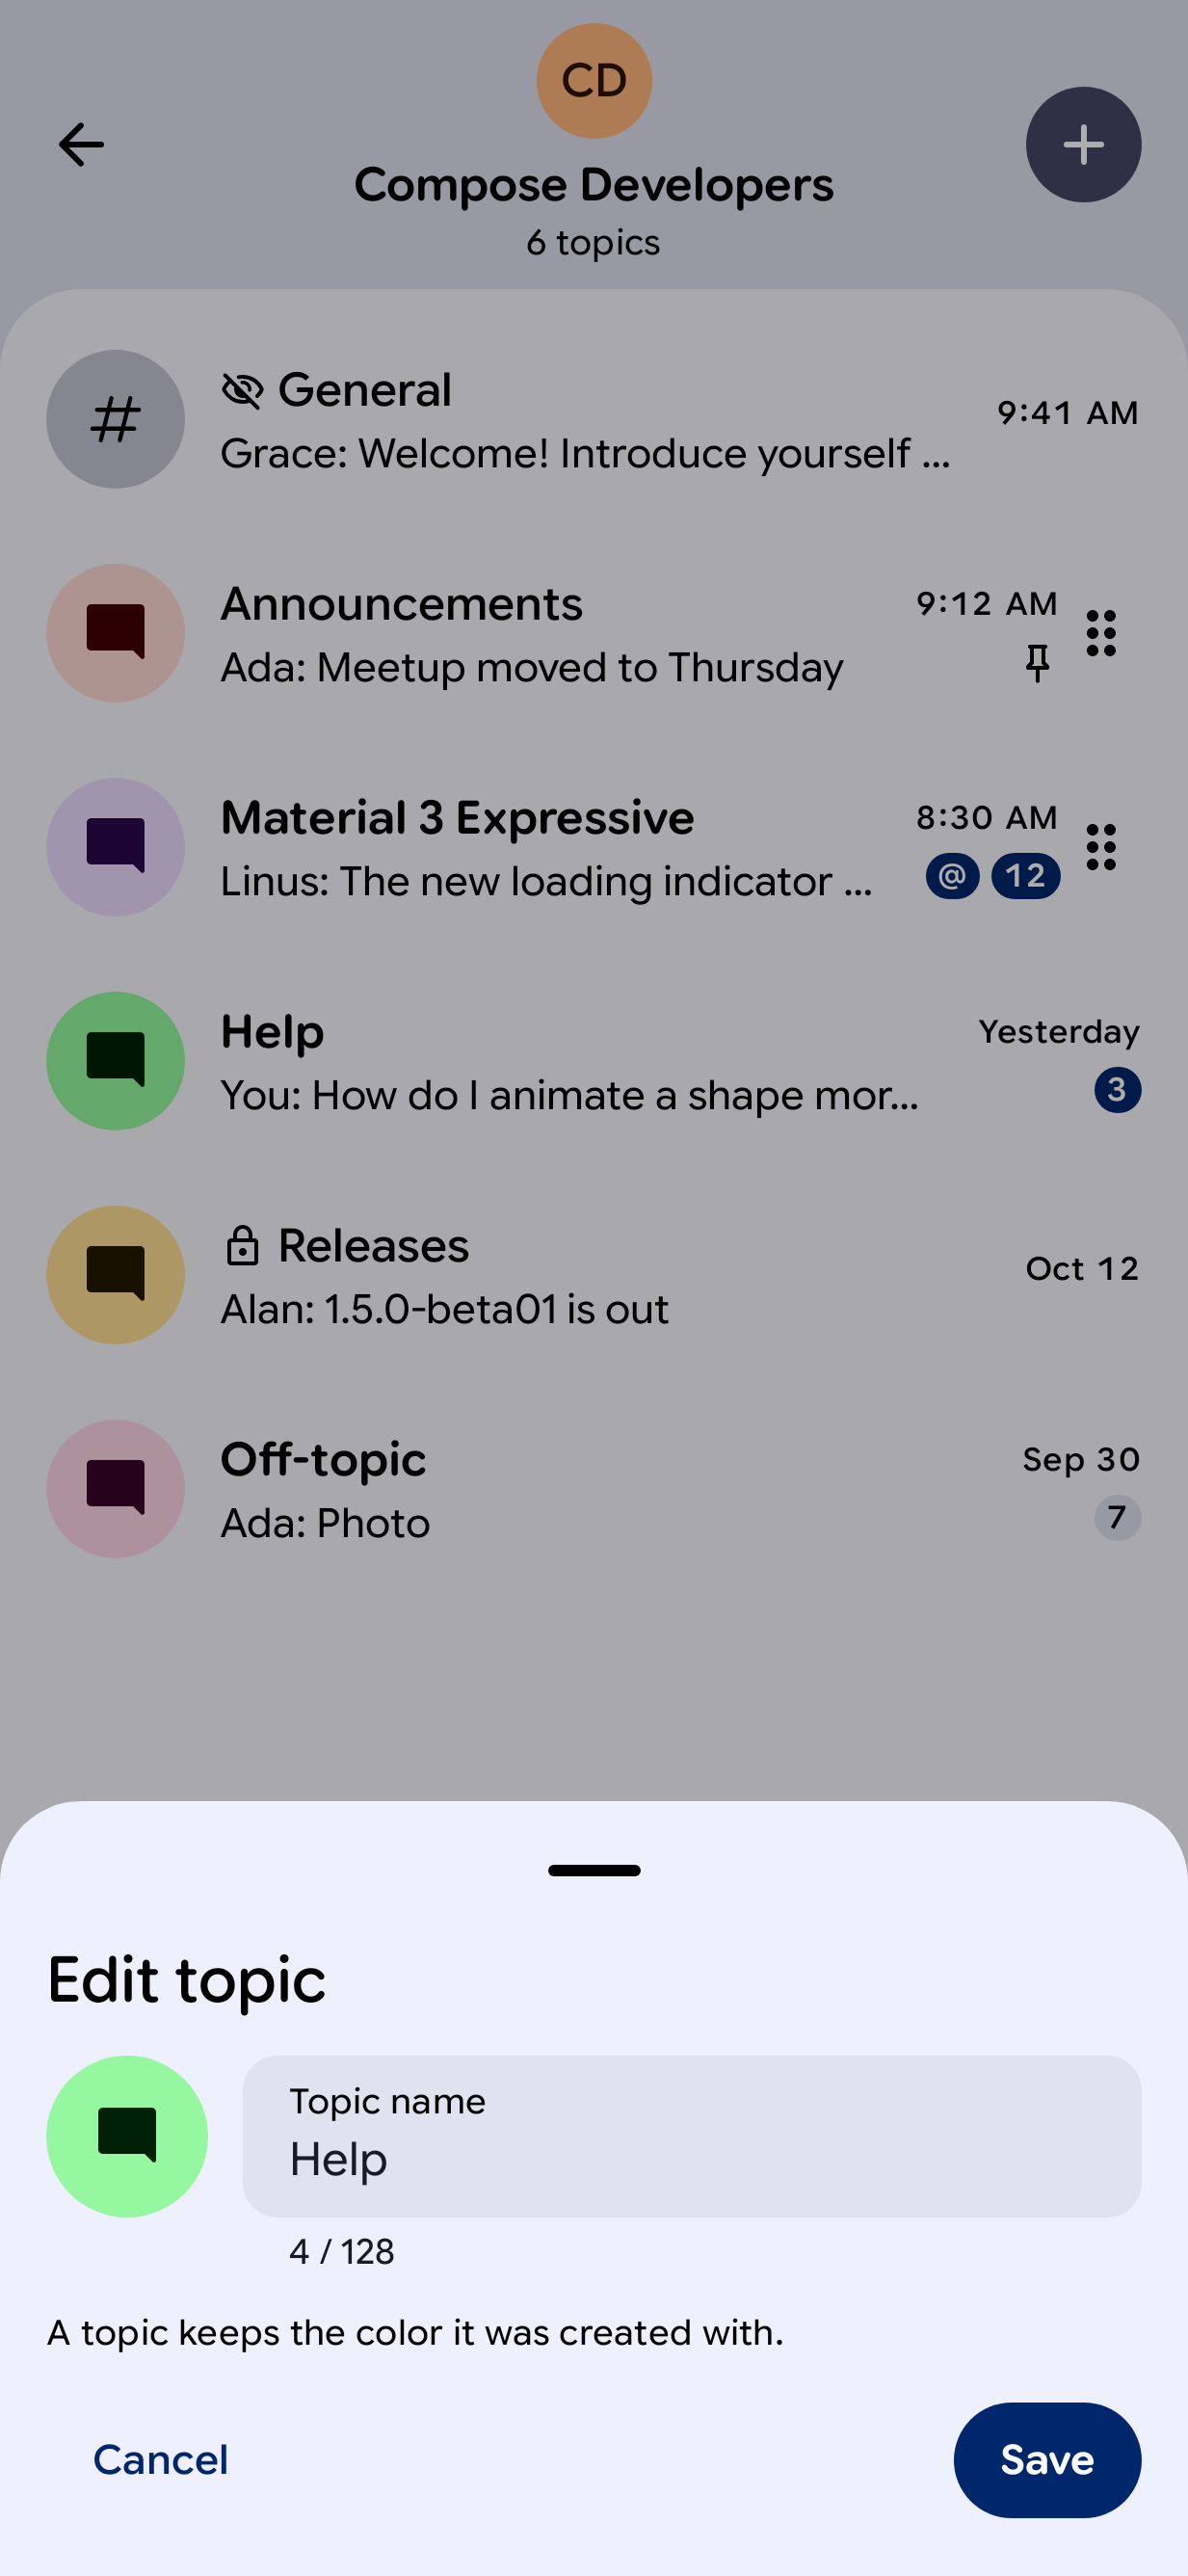 CD
Compose Developers
6 topics
General
9:41 AM
Grace: Welcome! Introduce yourself ...
Announcements
9:12 AM
Ada: Meetup moved to Thursday
Material 3 Expressive
8:30 AM
Linus: The new loading indicator ...
@ 12
Help
Yesterday
You: How do I animate a shape mor...
3
Releases
Oct 12
Alan: 1.5.0-beta01 is out
Off-topic
Sep 30
Ada: Photo
7
Edit topic
Topic name
Help
4 / 128
A topic keeps the color it was created with.
Cancel
Save